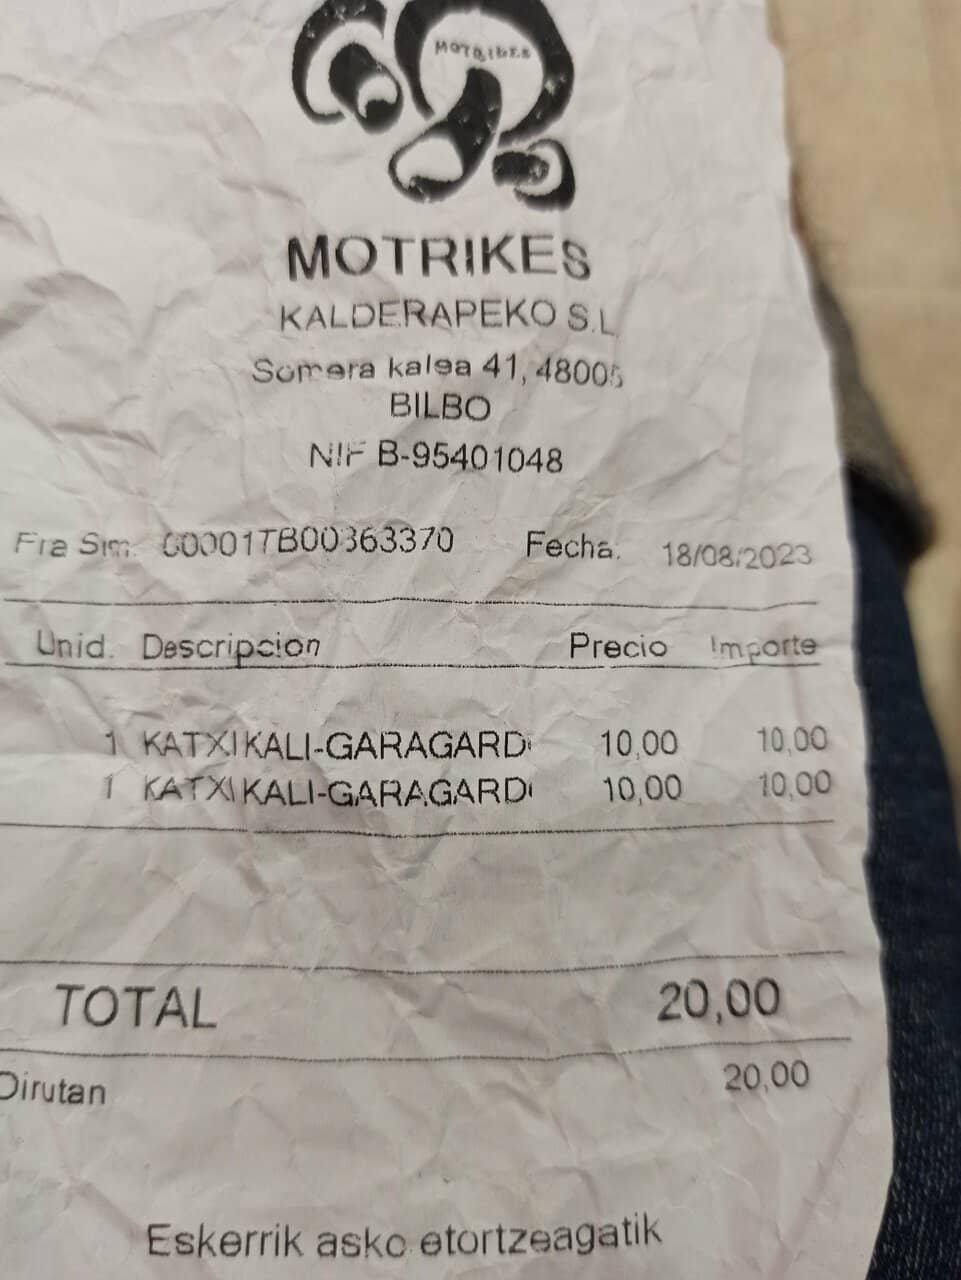 MOTRIKES
MOTRIKES
KALDERAPEKO S.L
Somera kalea 41, 48005
BILBO
NIF B-95401048
Fra Sim. 00001TB00363370 Fecha. 18/08/2023
Unid. Descripcion Precio Importe
1 KATXI KALI-GARAGARD 10,00 10,00
1 KATXI KALI-GARAGARD 10,00 10,00
TOTAL 20,00
Dirutan 20,00
Eskerrik asko etortzeagatik